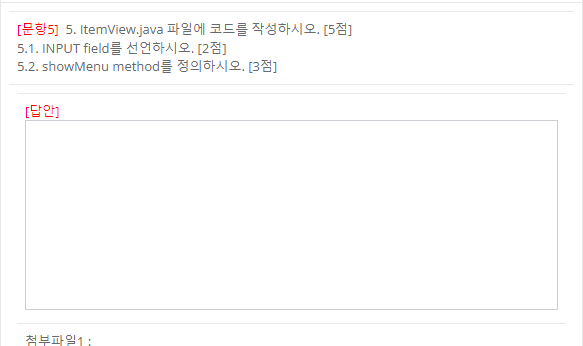 [문항5] 5. ItemView.java 파일에 코드를 작성하시오. [5점]
5.1. INPUT field를 선언하시오. [2점]
5.2. showMenu method를 정의하시오. [3점]
[답안]
첨부파일1 :